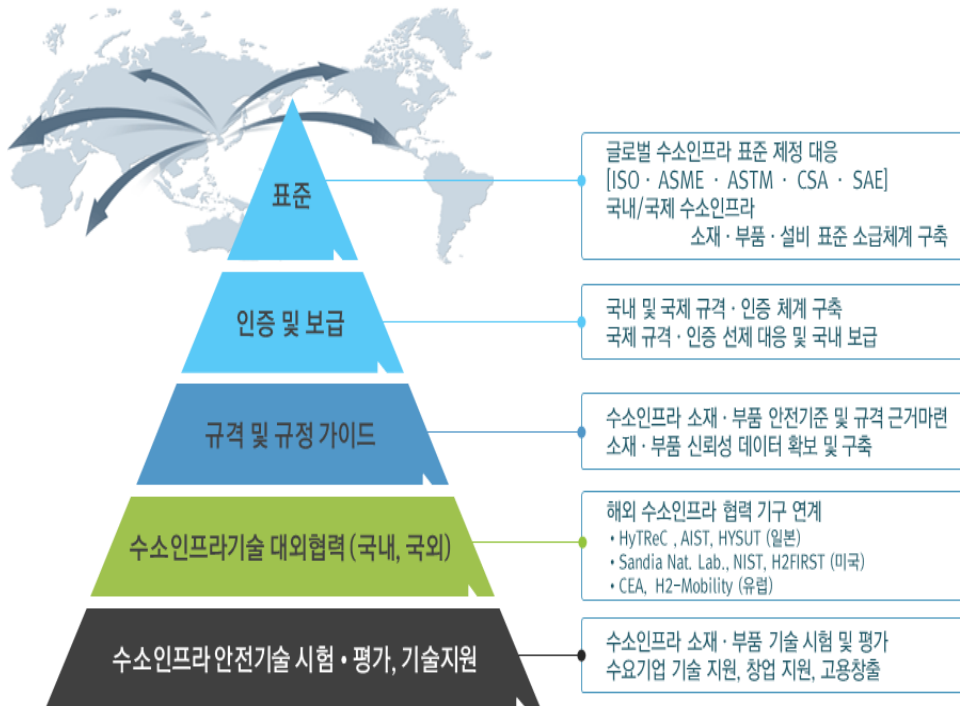 표준
글로벌 수소인프라 표준 제정 대응
[ISO · ASME · ASTM · CSA · SAE]
국내/국제 수소인프라
소재 · 부품 · 설비 표준 소급체계 구축
인증 및 보급
국내 및 국제 규격 · 인증 체계 구축
국제 규격 · 인증 선제 대응 및 국내 보급
규격 및 규정 가이드
수소인프라 소재 · 부품 안전기준 및 규격 근거마련
소재 · 부품 신뢰성 데이터 확보 및 구축
수소인프라기술 대외협력 (국내, 국외)
해외 수소인프라 협력 기구 연계
• HyTReC , AIST, HYSUT (일본)
• Sandia Nat. Lab., NIST, H2FIRST (미국)
• CEA, H2-Mobility (유럽)
수소인프라 안전기술 시험 • 평가, 기술지원
수소인프라 소재 · 부품 기술 시험 및 평가
수요기업 기술 지원, 창업 지원, 고용창출